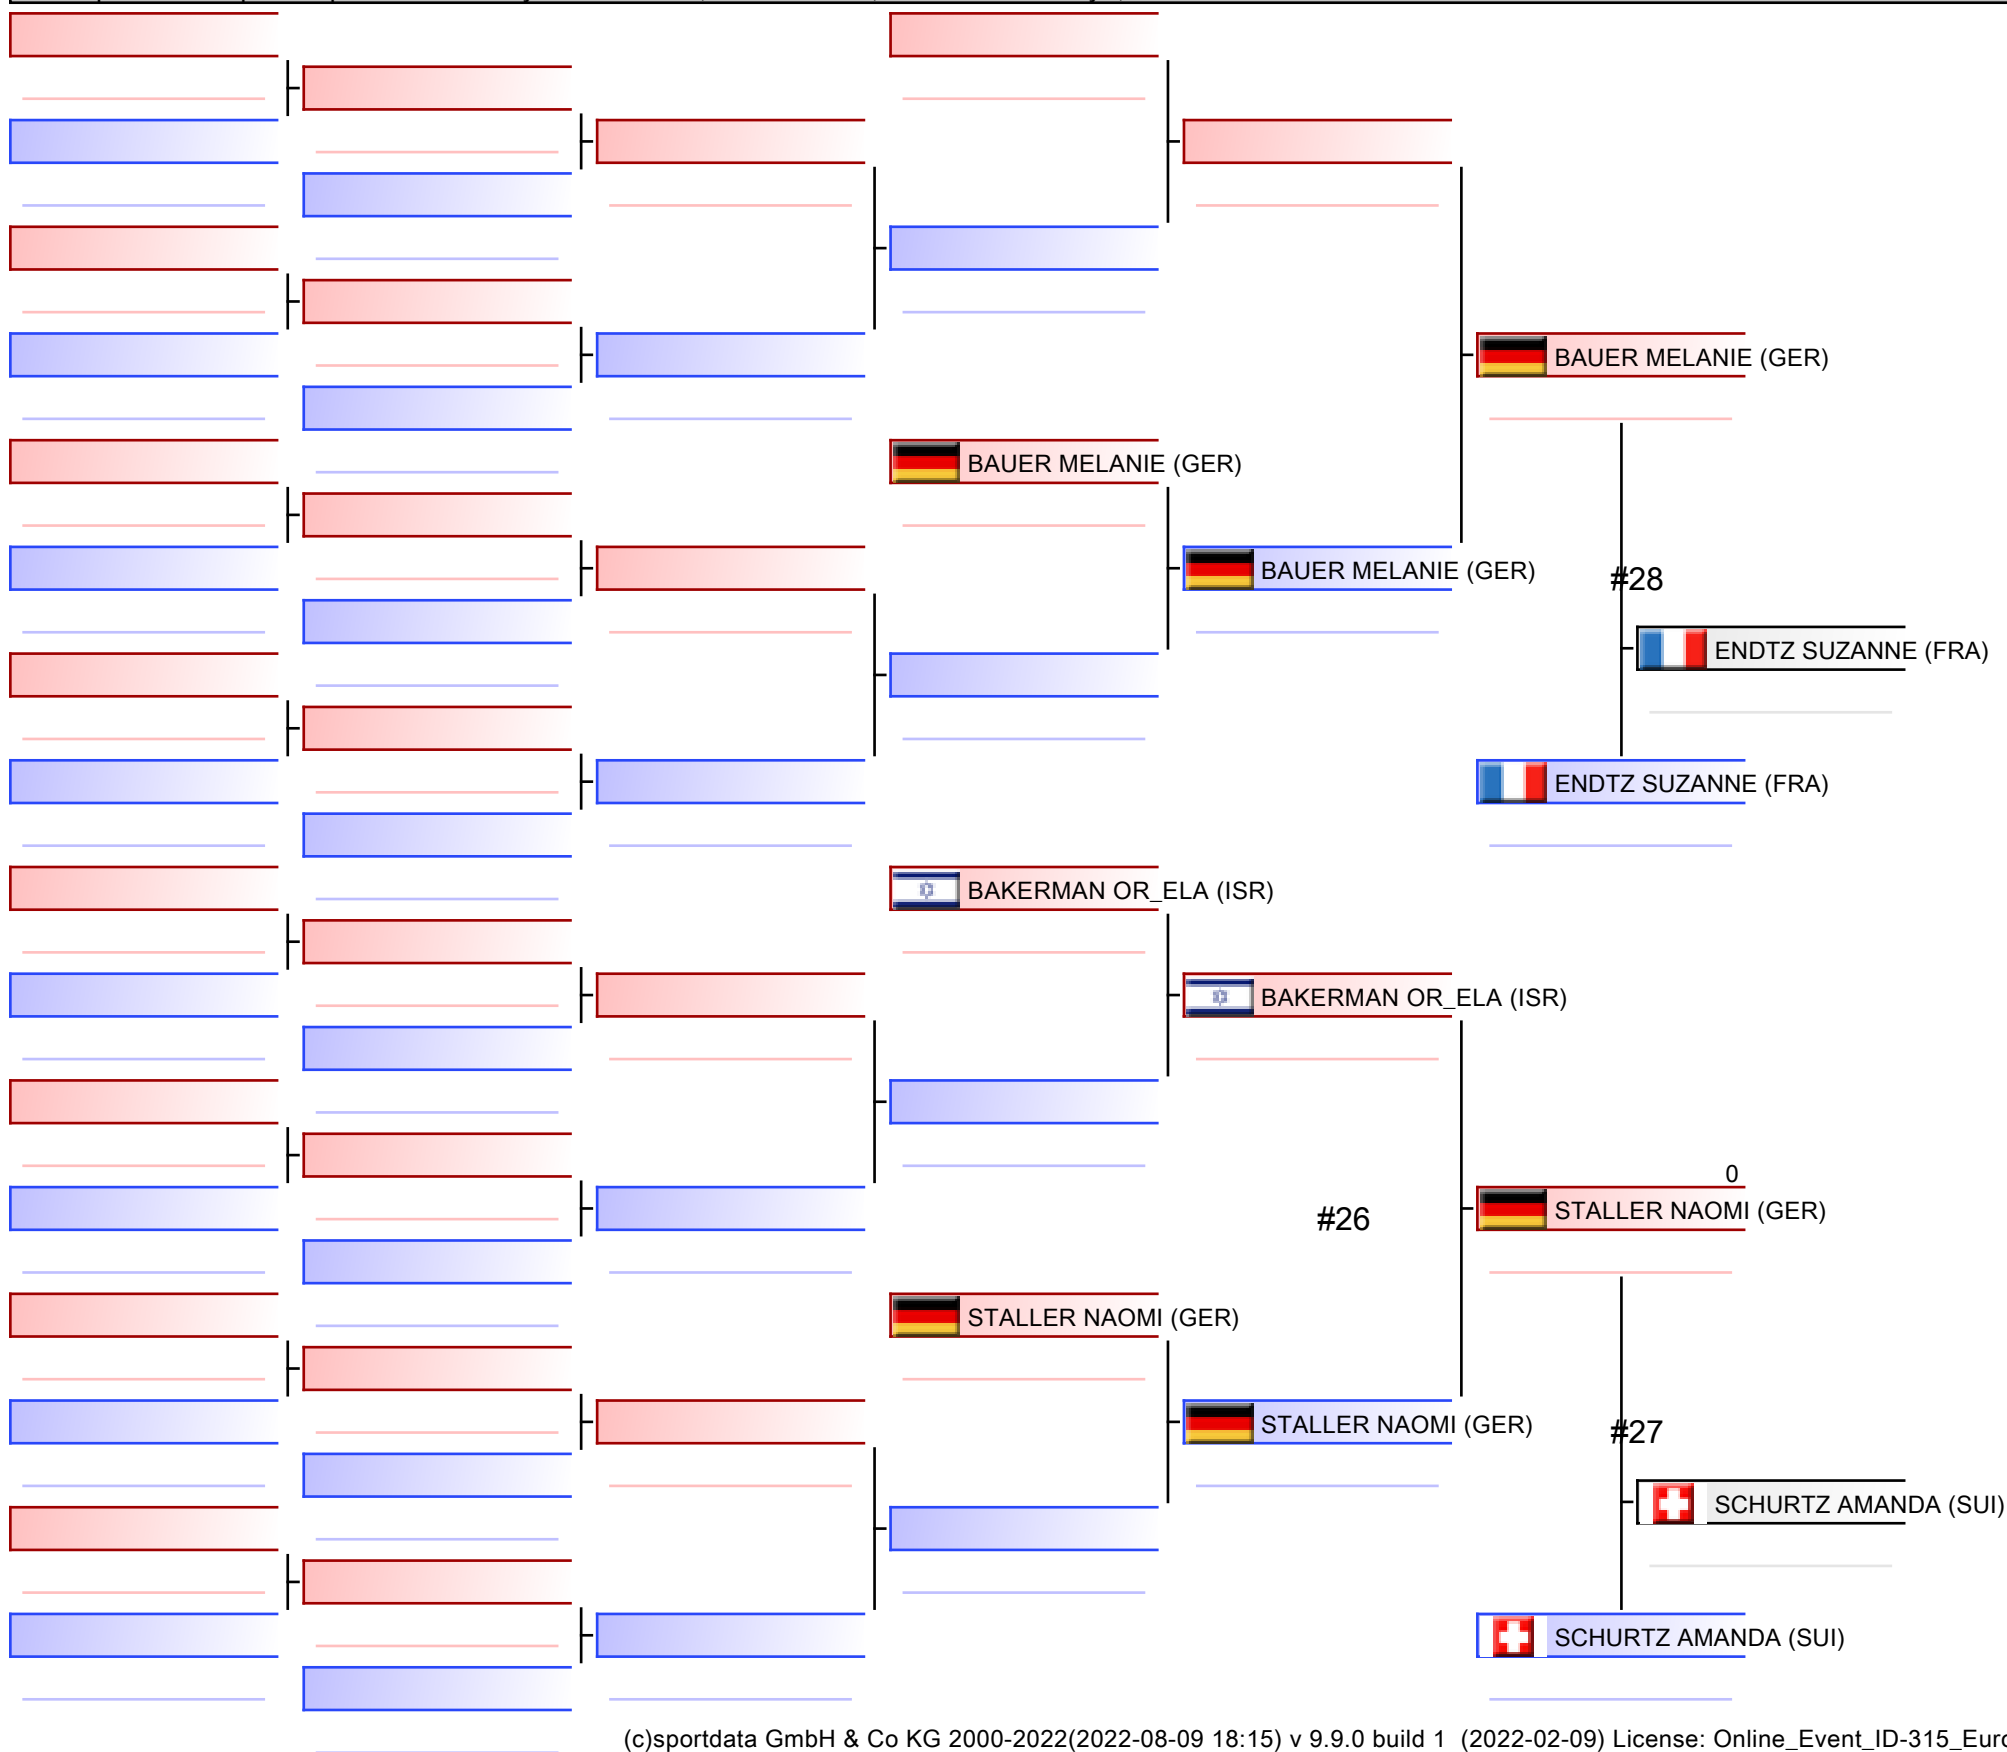 BAUER MELANIE (GER)
BAUER MELANIE (GER)
BAUER MELANIE (GER)
#28
ENDTZ SUZANNE (FRA)
ENDTZ SUZANNE (FRA)
BAKERMAN OR_ELA (ISR)
BAKERMAN OR_ELA (ISR)
0
STALLER NAOMI (GER)
#26
STALLER NAOMI (GER)
STALLER NAOMI (GER)
#27
SCHURTZ AMANDA (SUI)
SCHURTZ AMANDA (SUI)
(c)sportdata GmbH & Co KG 2000-2022(2022-08-09 18:15) v 9.9.0 build 1 (2022-02-09) License: Online_Event_ID-315_Euro